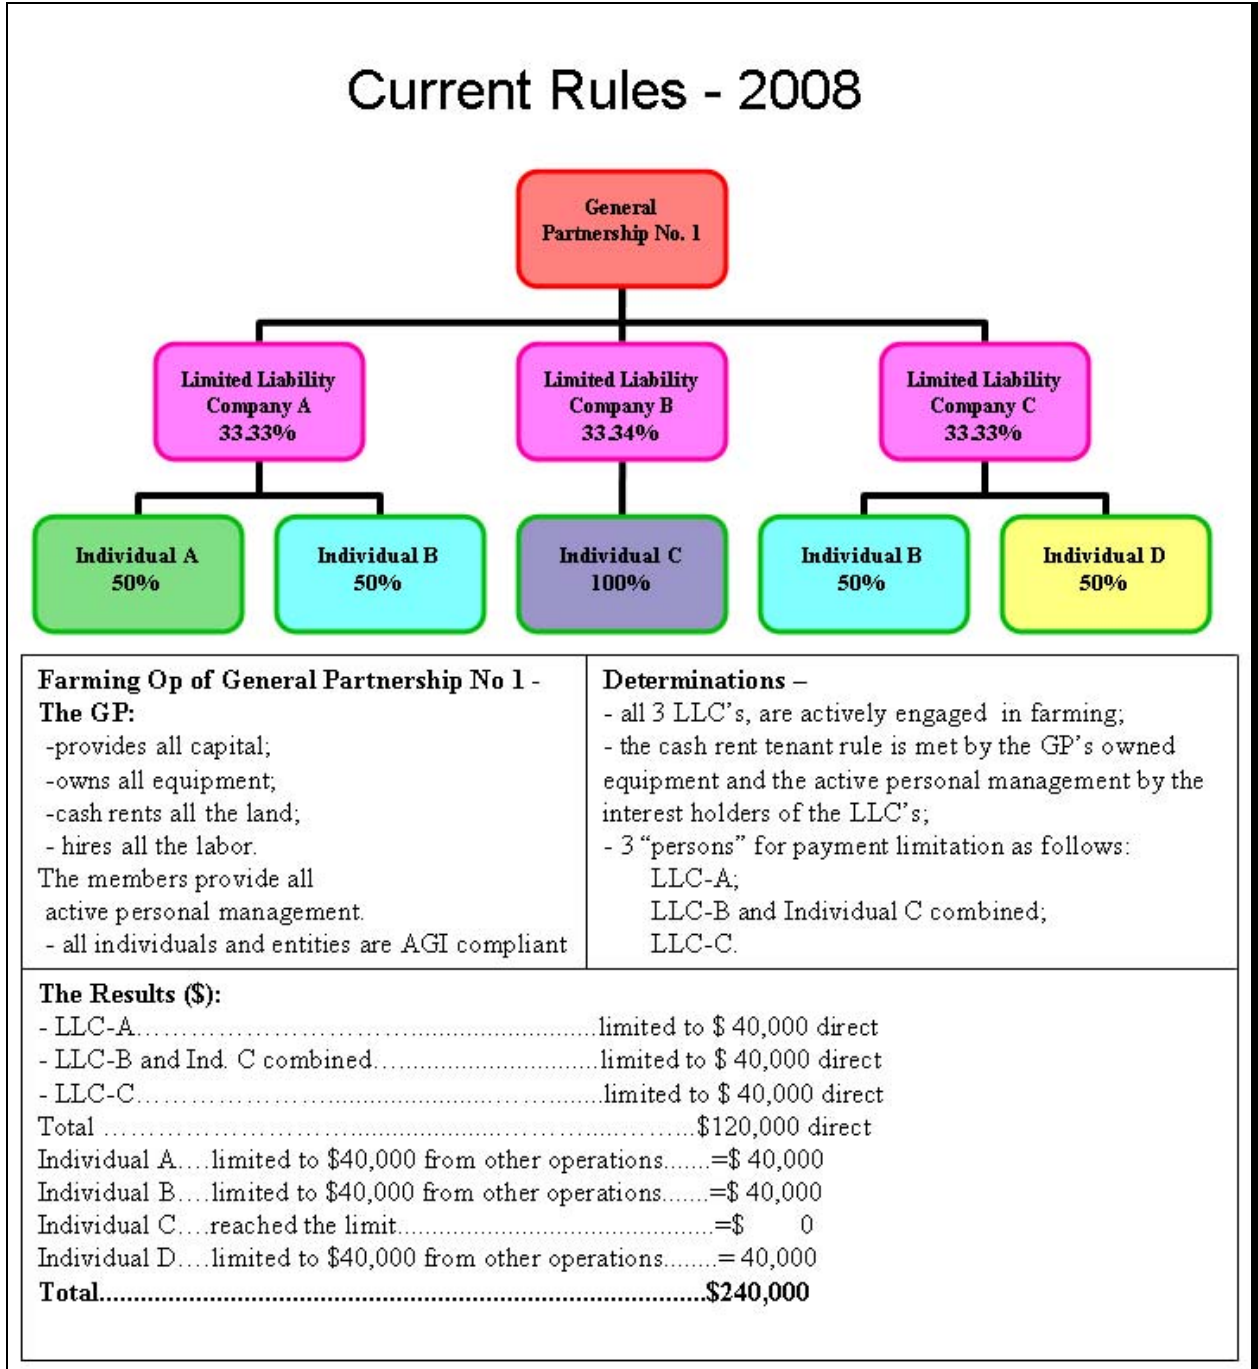 Current Rules - 2008
General
Partnership No. 1
Limited Liability
Company A
33.33%
Limited Liability
Company B
33.34%
Limited Liability
Company C
33.33%
Individual A
50%
Individual B
50%
Individual C
100%
Individual B
50%
Individual D
50%
Farming Op of General Partnership No 1 -
The GP:
-provides all capital;
-owns all equipment;
-cash rents all the land;
- hires all the labor.
The members provide all
active personal management.
- all individuals and entities are AGI compliant
Determinations –
- all 3 LLC's, are actively engaged in farming;
- the cash rent tenant rule is met by the GP's owned
equipment and the active personal management by the
interest holders of the LLC's;
- 3 “persons” for payment limitation as follows:
LLC-A;
LLC-B and Individual C combined;
LLC-C.
The Results ($):
- LLC-A……………………….............................limited to $ 40,000 direct
- LLC-B and Ind. C combined….............................limited to $ 40,000 direct
- LLC-C……………………….............................limited to $ 40,000 direct
Total ……………………….............................$120,000 direct
Individual A….limited to $40,000 from other operations.......=$ 40,000
Individual B….limited to $40,000 from other operations.......=$ 40,000
Individual C….reached the limit...........................................=$ 0
Individual D….limited to $40,000 from other operations........= 40,000
Total....................................................................................$240,000